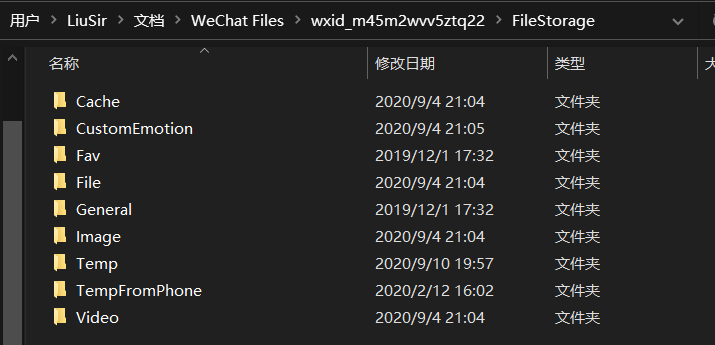 用户 > LiuSir > 文档 > WeChat Files > wxid_m45m2wvv5ztq22 > FileStorage
名称 修改日期 类型
Cache 2020/9/4 21:04 文件夹
CustomEmotion 2020/9/4 21:05 文件夹
Fav 2019/12/1 17:32 文件夹
File 2020/9/4 21:04 文件夹
General 2019/12/1 17:32 文件夹
Image 2020/9/4 21:04 文件夹
Temp 2020/9/10 19:57 文件夹
TempFromPhone 2020/2/12 16:02 文件夹
Video 2020/9/4 21:04 文件夹